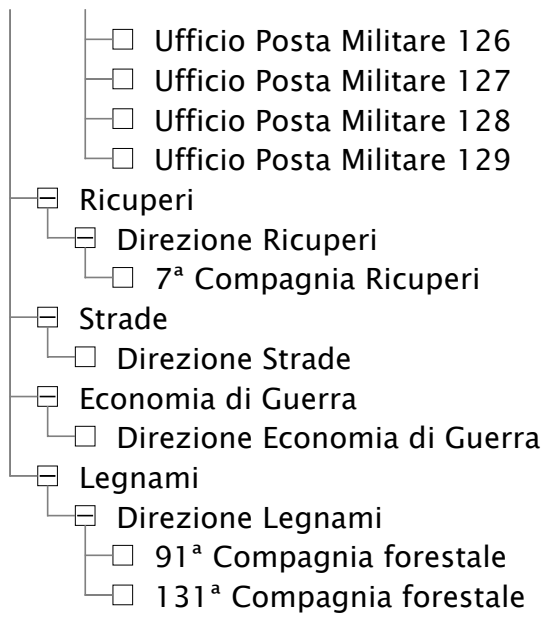 Ufficio Posta Militare 126
Ufficio Posta Militare 127
Ufficio Posta Militare 128
Ufficio Posta Militare 129
Ricuperi
Direzione Ricuperi
7ª Compagnia Ricuperi
Strade
Direzione Strade
Economia di Guerra
Direzione Economia di Guerra
Legnami
Direzione Legnami
91ª Compagnia forestale
131ª Compagnia forestale